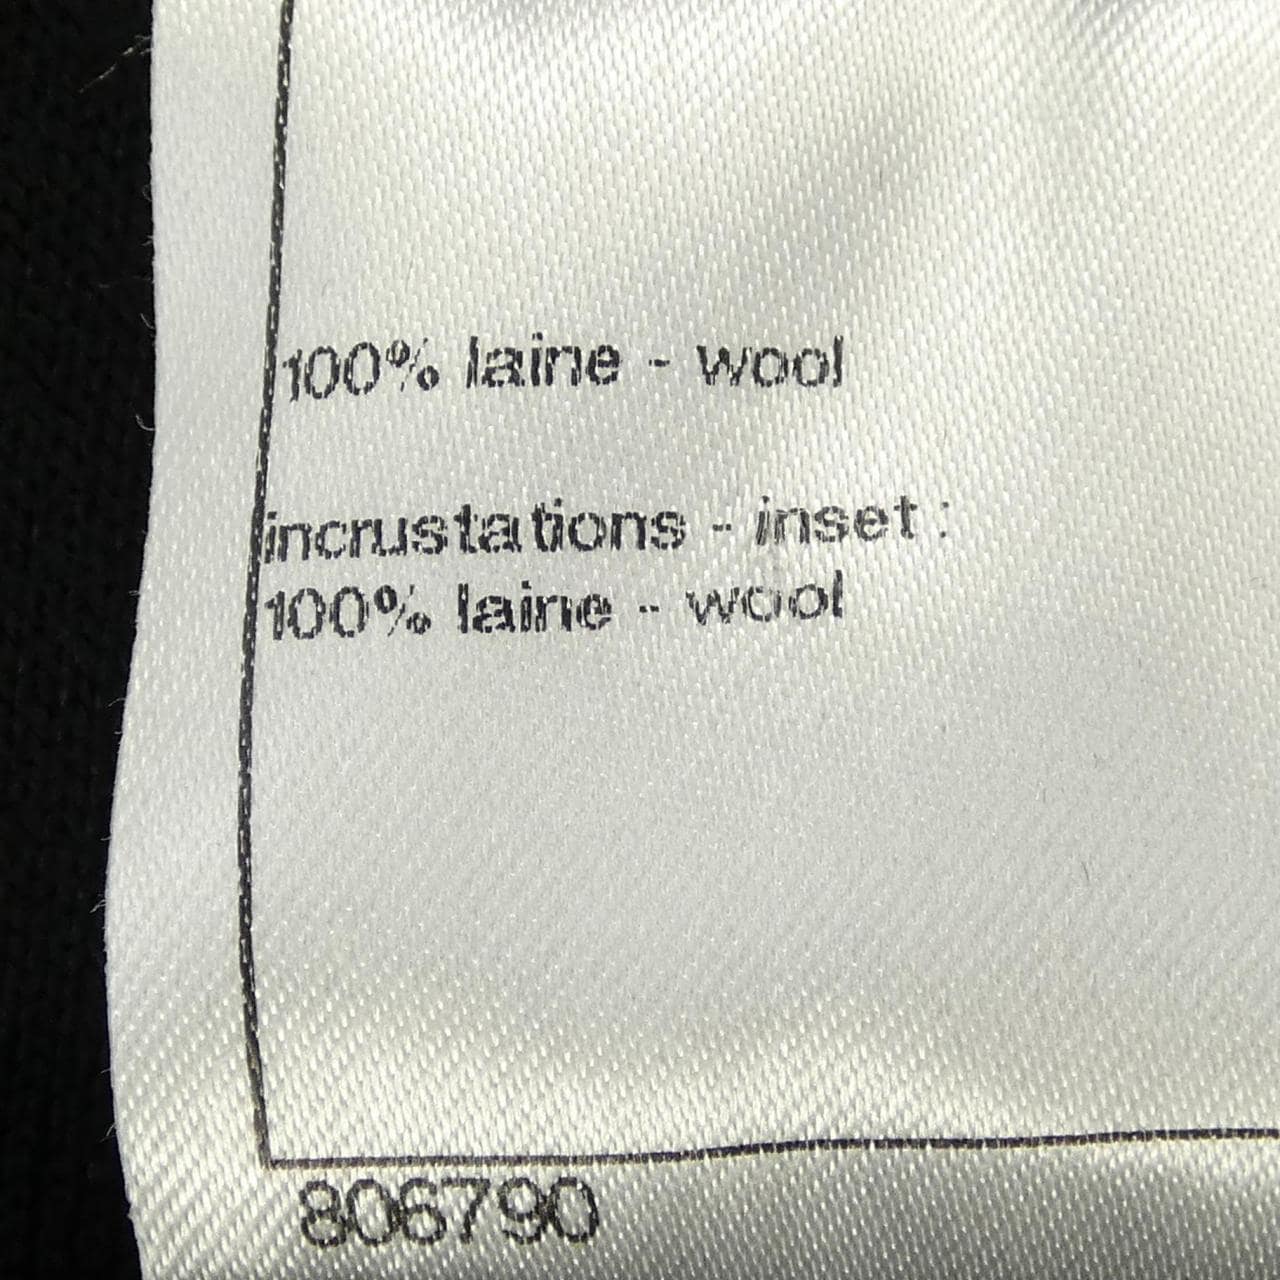 100% laine - wool
incrustations - inset :
100% laine - wool
806790